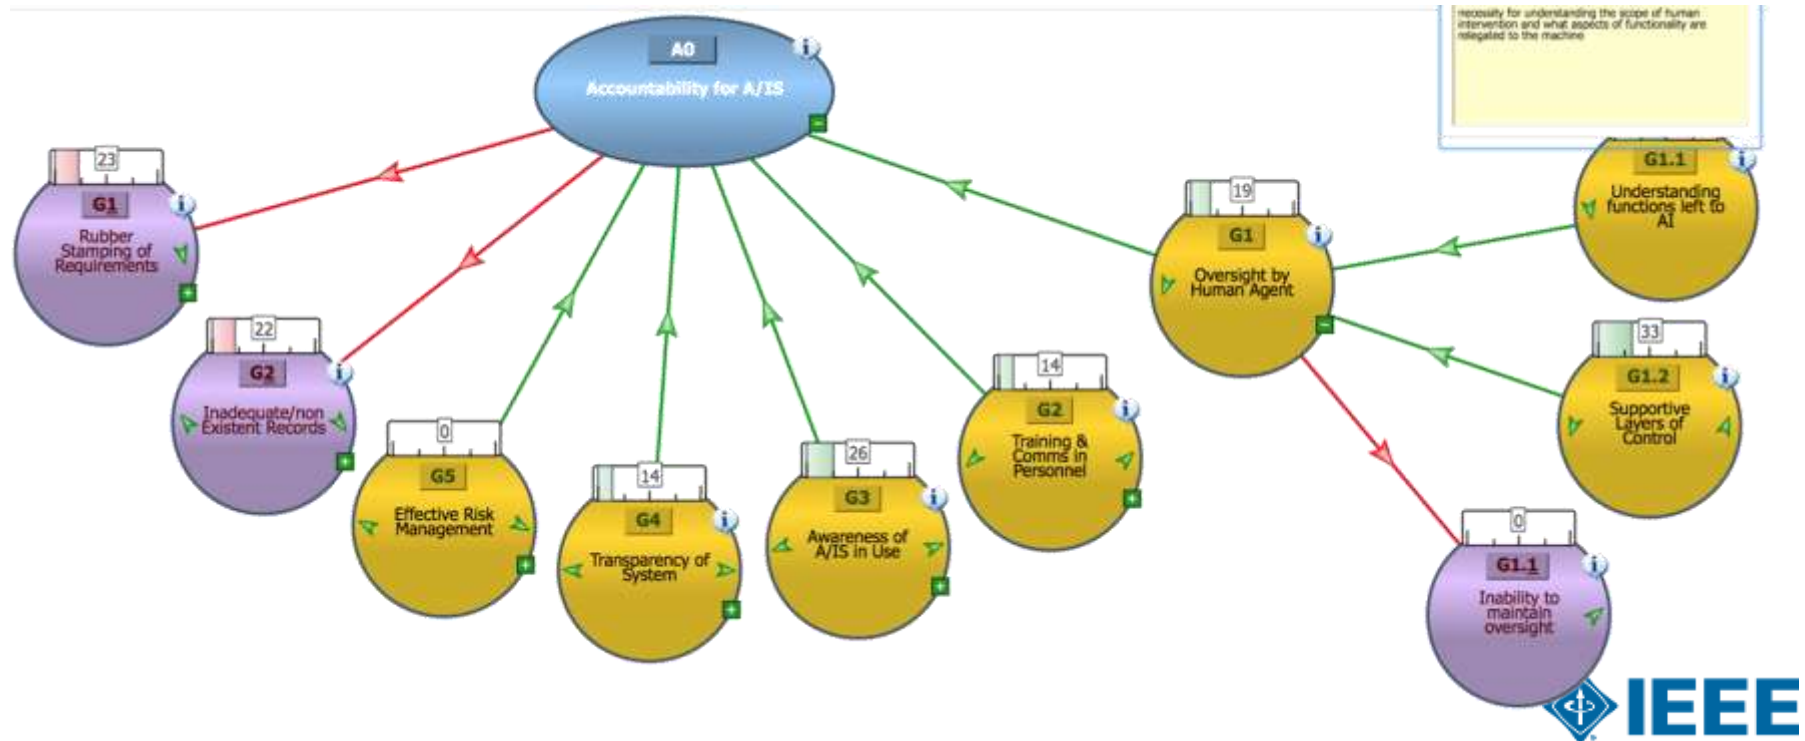 necessity for understanding the scope of human
intervention and what aspects of functionality are
relegated to the machine
A0
Accountability for A/IS
23
G1
Rubber
Stamping of
Requirements
22
G2
Inadequate/non
Existent Records
0
G5
Effective Risk
Management
14
G4
Transparency of
System
26
G3
Awareness of
A/IS in Use
14
G2
Training &
Comms in
Personnel
19
G1
Oversight by
Human Agent
G1.1
Understanding
functions left to
AI
33
G1.2
Supportive
Layers of
Control
0
G1.1
Inability to
maintain
oversight
IEEE